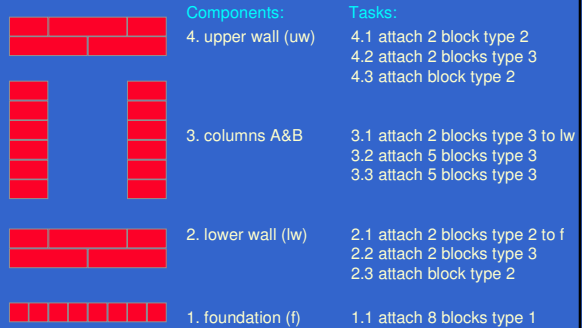 Components: Tasks:
4. upper wall (uw) 4.1 attach 2 block type 2
4.2 attach 2 blocks type 3
4.3 attach block type 2
3. columns A&B 3.1 attach 2 blocks type 3 to lw
3.2 attach 5 blocks type 3
3.3 attach 5 blocks type 3
2. lower wall (lw) 2.1 attach 2 blocks type 2 to f
2.2 attach 2 blocks type 3
2.3 attach block type 2
1. foundation (f) 1.1 attach 8 blocks type 1